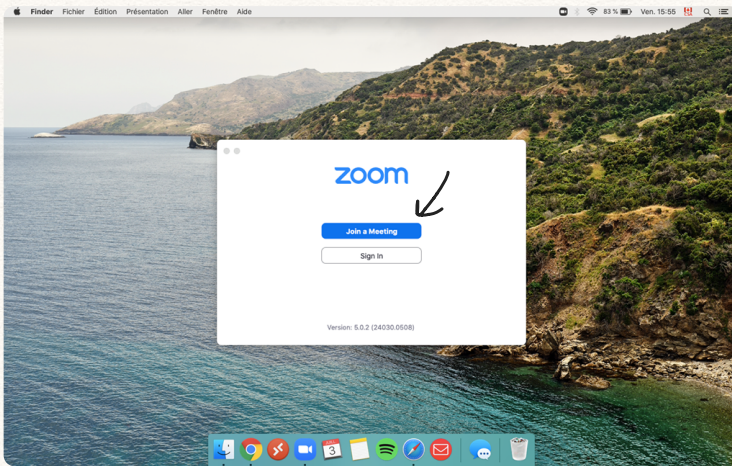 Finder Fichier Édition Présentation Aller Fenêtre Aide 83 % Ven. 15:55
zoom
Join a Meeting
Sign In
Version: 5.0.2 (24030.0508)
3